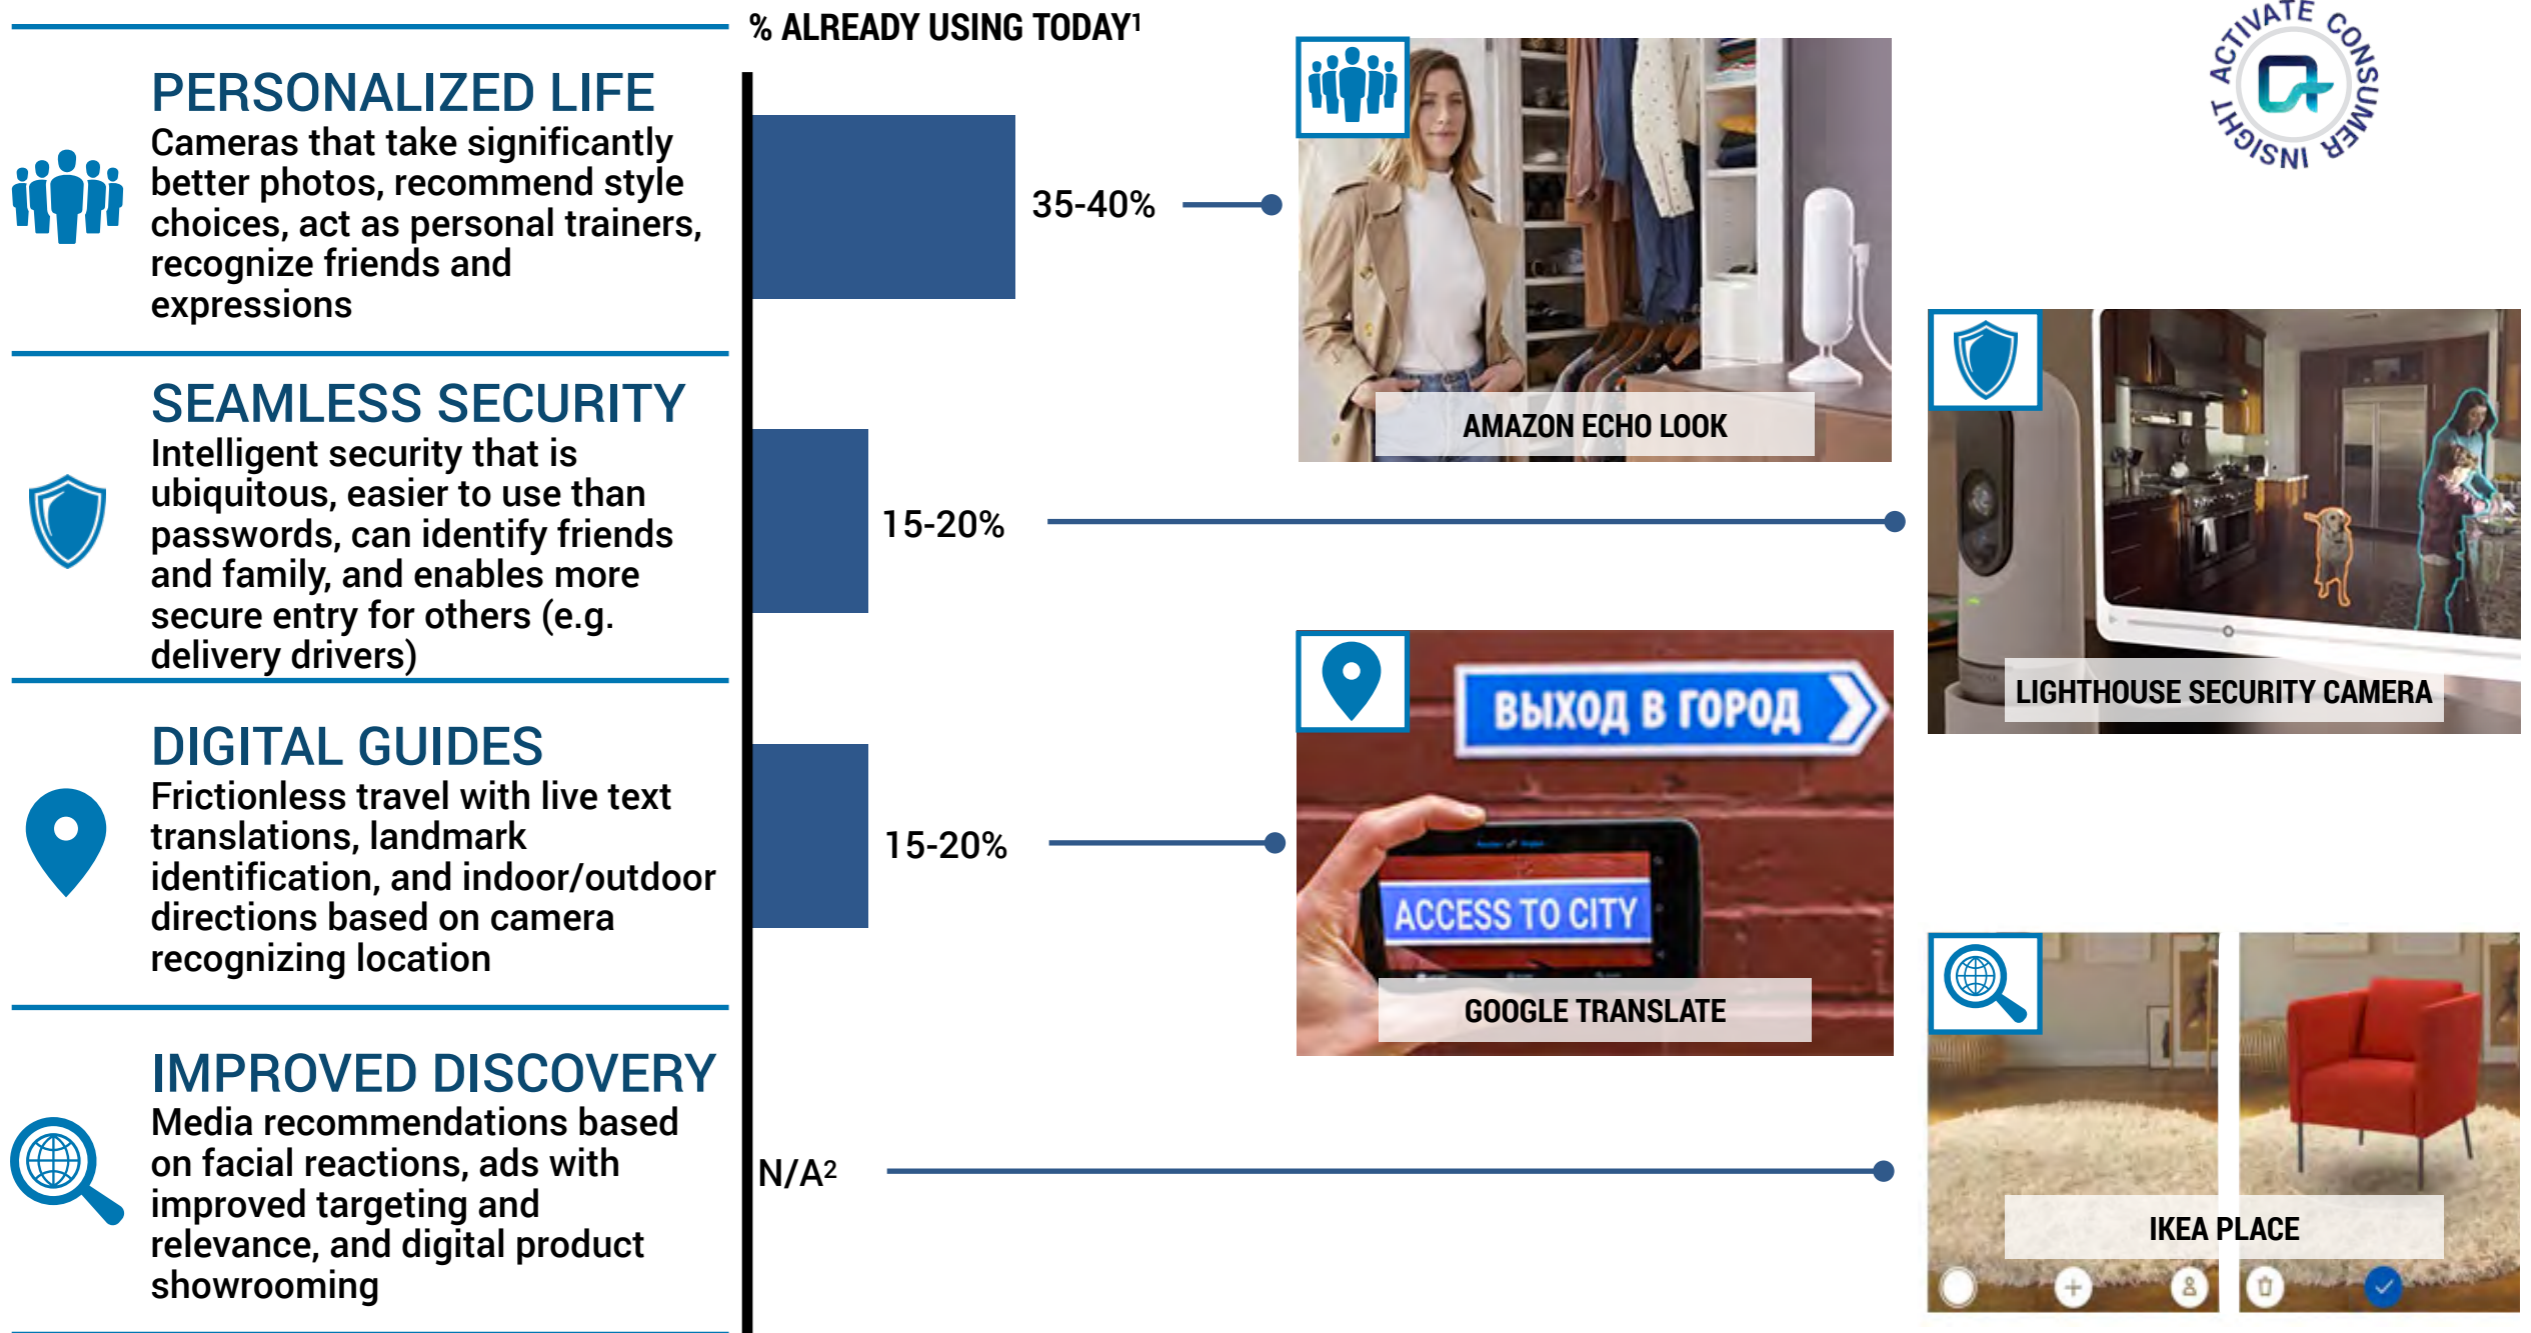 % ALREADY USING TODAY¹
ACTIVATE CONSUMER INSIGHT
PERSONALIZED LIFE
Cameras that take significantly
better photos, recommend style
choices, act as personal trainers,
recognize friends and
expressions
35-40%
AMAZON ECHO LOOK
SEAMLESS SECURITY
Intelligent security that is
ubiquitous, easier to use than
passwords, can identify friends
and family, and enables more
secure entry for others (e.g.
delivery drivers)
15-20%
LIGHTHOUSE SECURITY CAMERA
DIGITAL GUIDES
Frictionless travel with live text
translations, landmark
identification, and indoor/outdoor
directions based on camera
recognizing location
15-20%
ВЫХОД В ГОРОД
ACCESS TO CITY
GOOGLE TRANSLATE
IMPROVED DISCOVERY
Media recommendations based
on facial reactions, ads with
improved targeting and
relevance, and digital product
showrooming
N/A²
IKEA PLACE